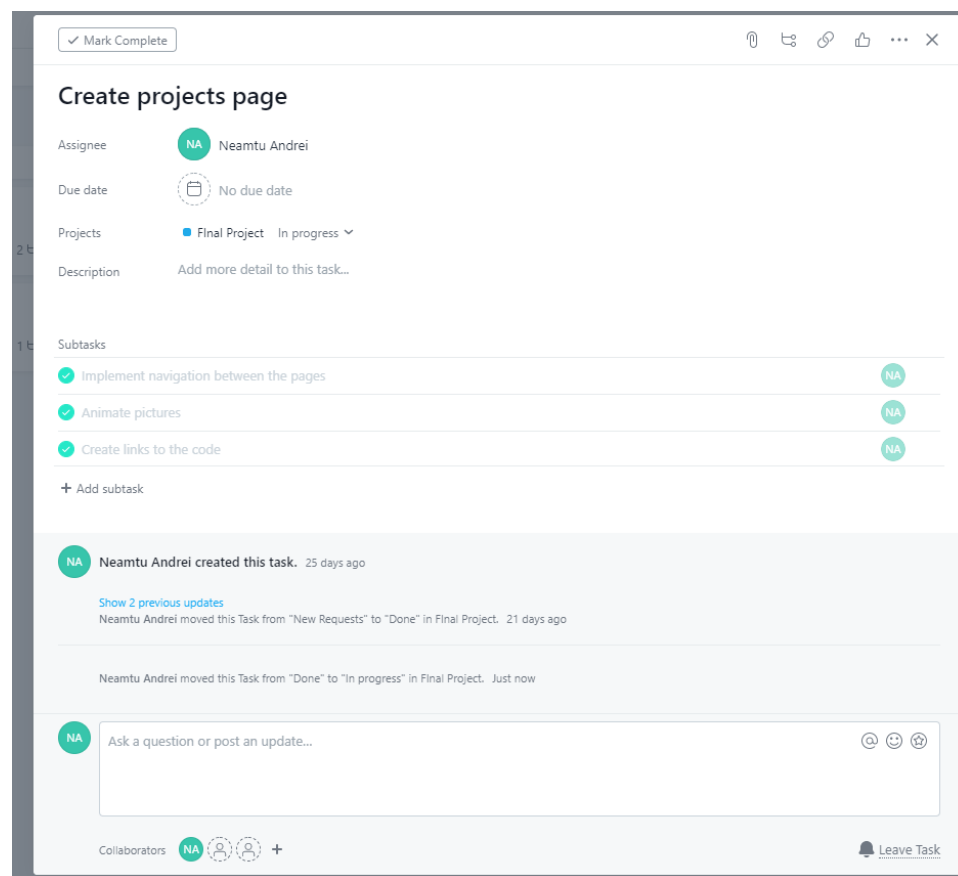 Mark Complete
Create projects page
Assignee NA Neamtu Andrei
Due date No due date
Projects FInal Project In progress
Description Add more detail to this task...
2
1
Subtasks
Implement navigation between the pages NA
Animate pictures NA
Create links to the code NA
+ Add subtask
NA Neamtu Andrei created this task. 25 days ago
Show 2 previous updates
Neamtu Andrei moved this Task from "New Requests" to "Done" in FInal Project. 21 days ago
Neamtu Andrei moved this Task from "Done" to "In progress" in FInal Project. Just now
NA Ask a question or post an update...
Collaborators NA + Leave Task